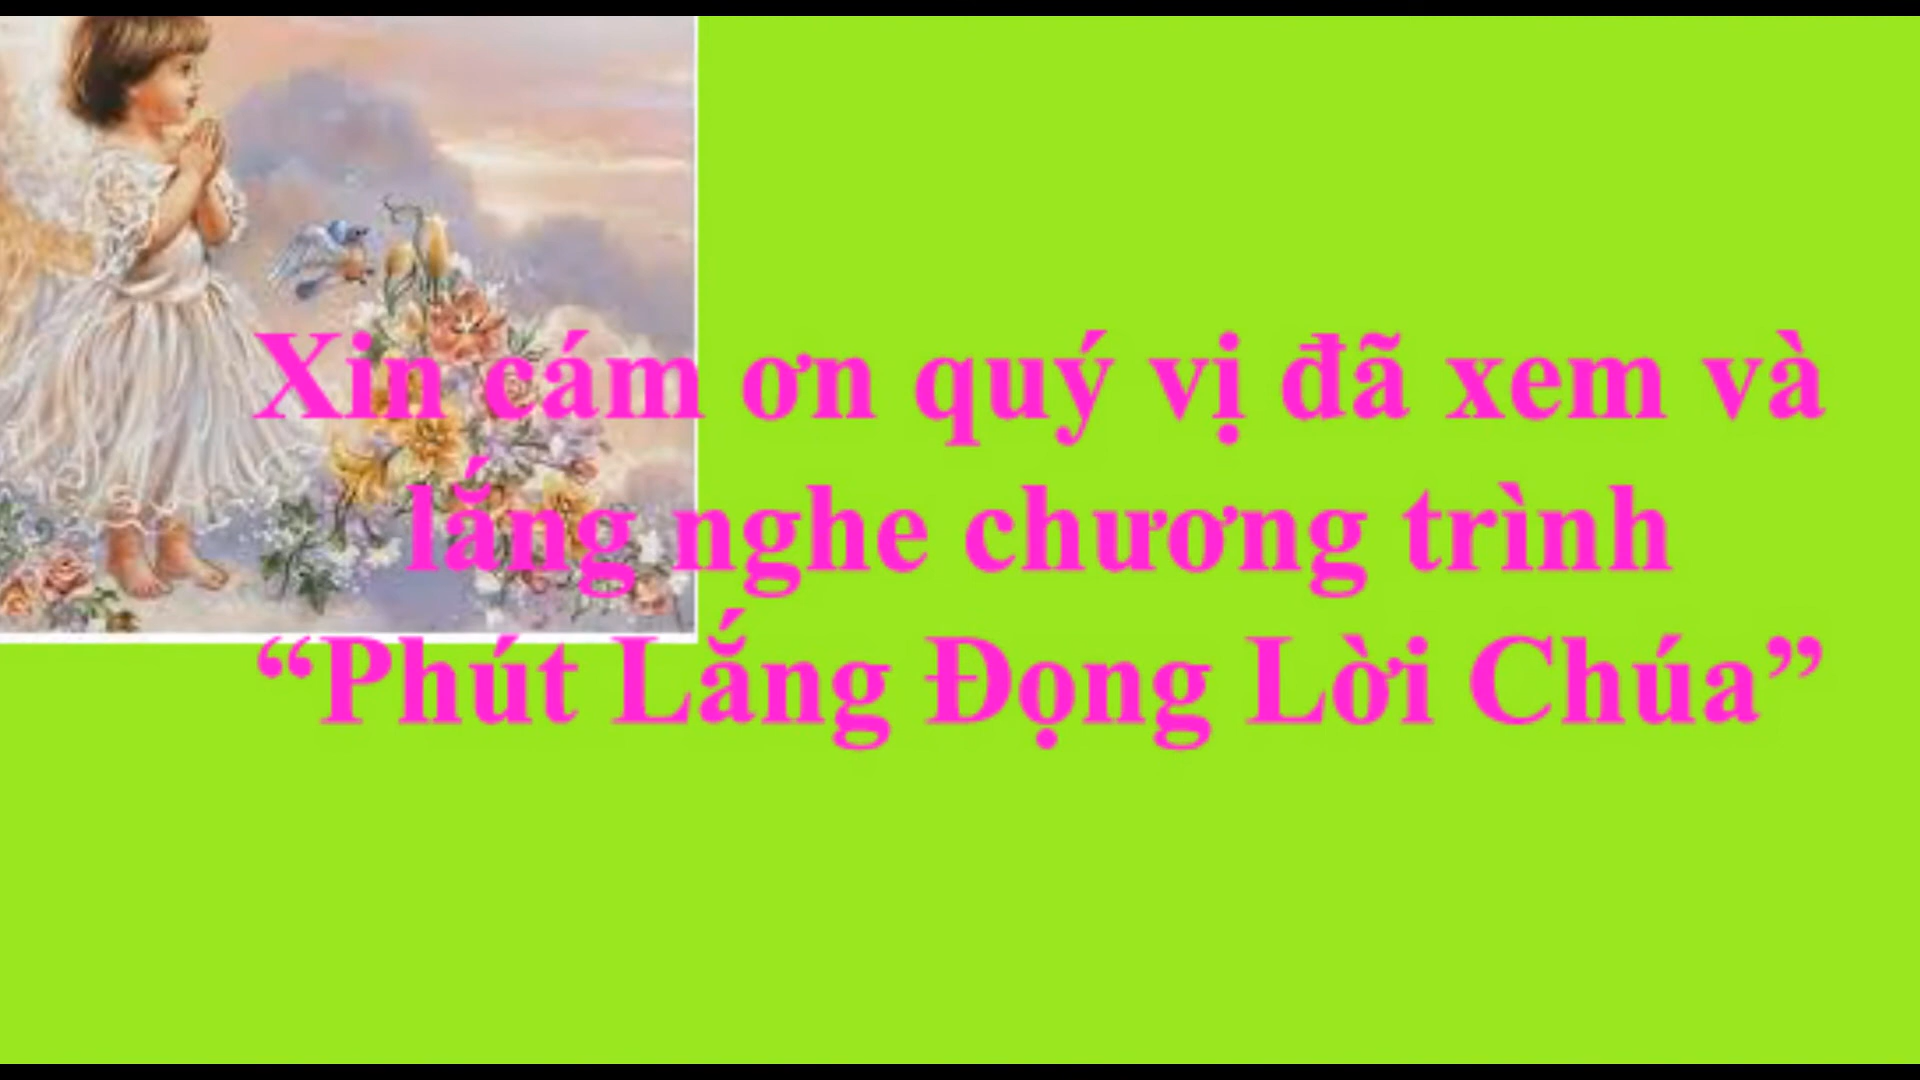 Xin cám ơn quý vị đã xem và
lắng nghe chương trình
“Phút Lắng Đọng Lời Chúa”